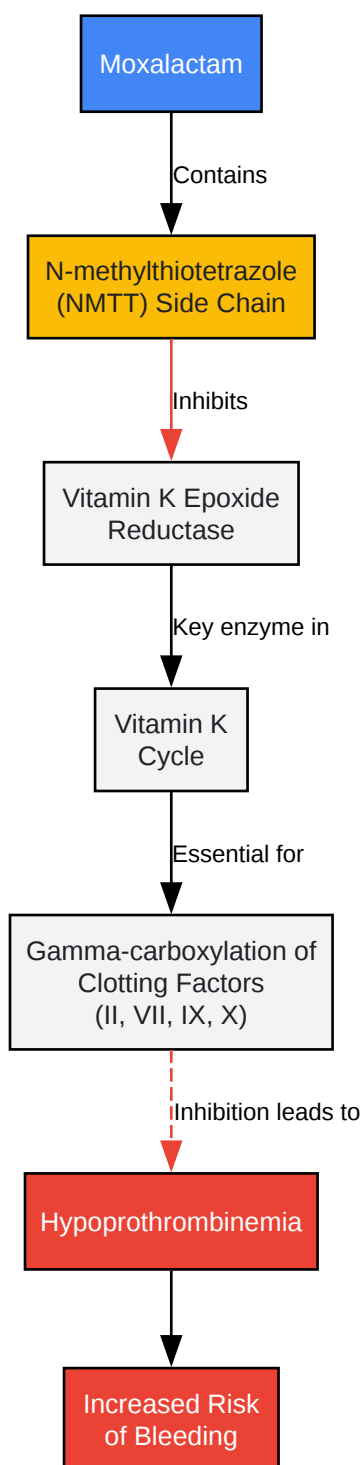 Moxalactam
Contains
N-methylthiotetrazole
(NMTT) Side Chain
Inhibits
Vitamin K Epoxide
Reductase
Key enzyme in
Vitamin K
Cycle
Essential for
Gamma-carboxylation of
Clotting Factors
(II, VII, IX, X)
Inhibition leads to
Hypoprothrombinemia
Increased Risk
of Bleeding